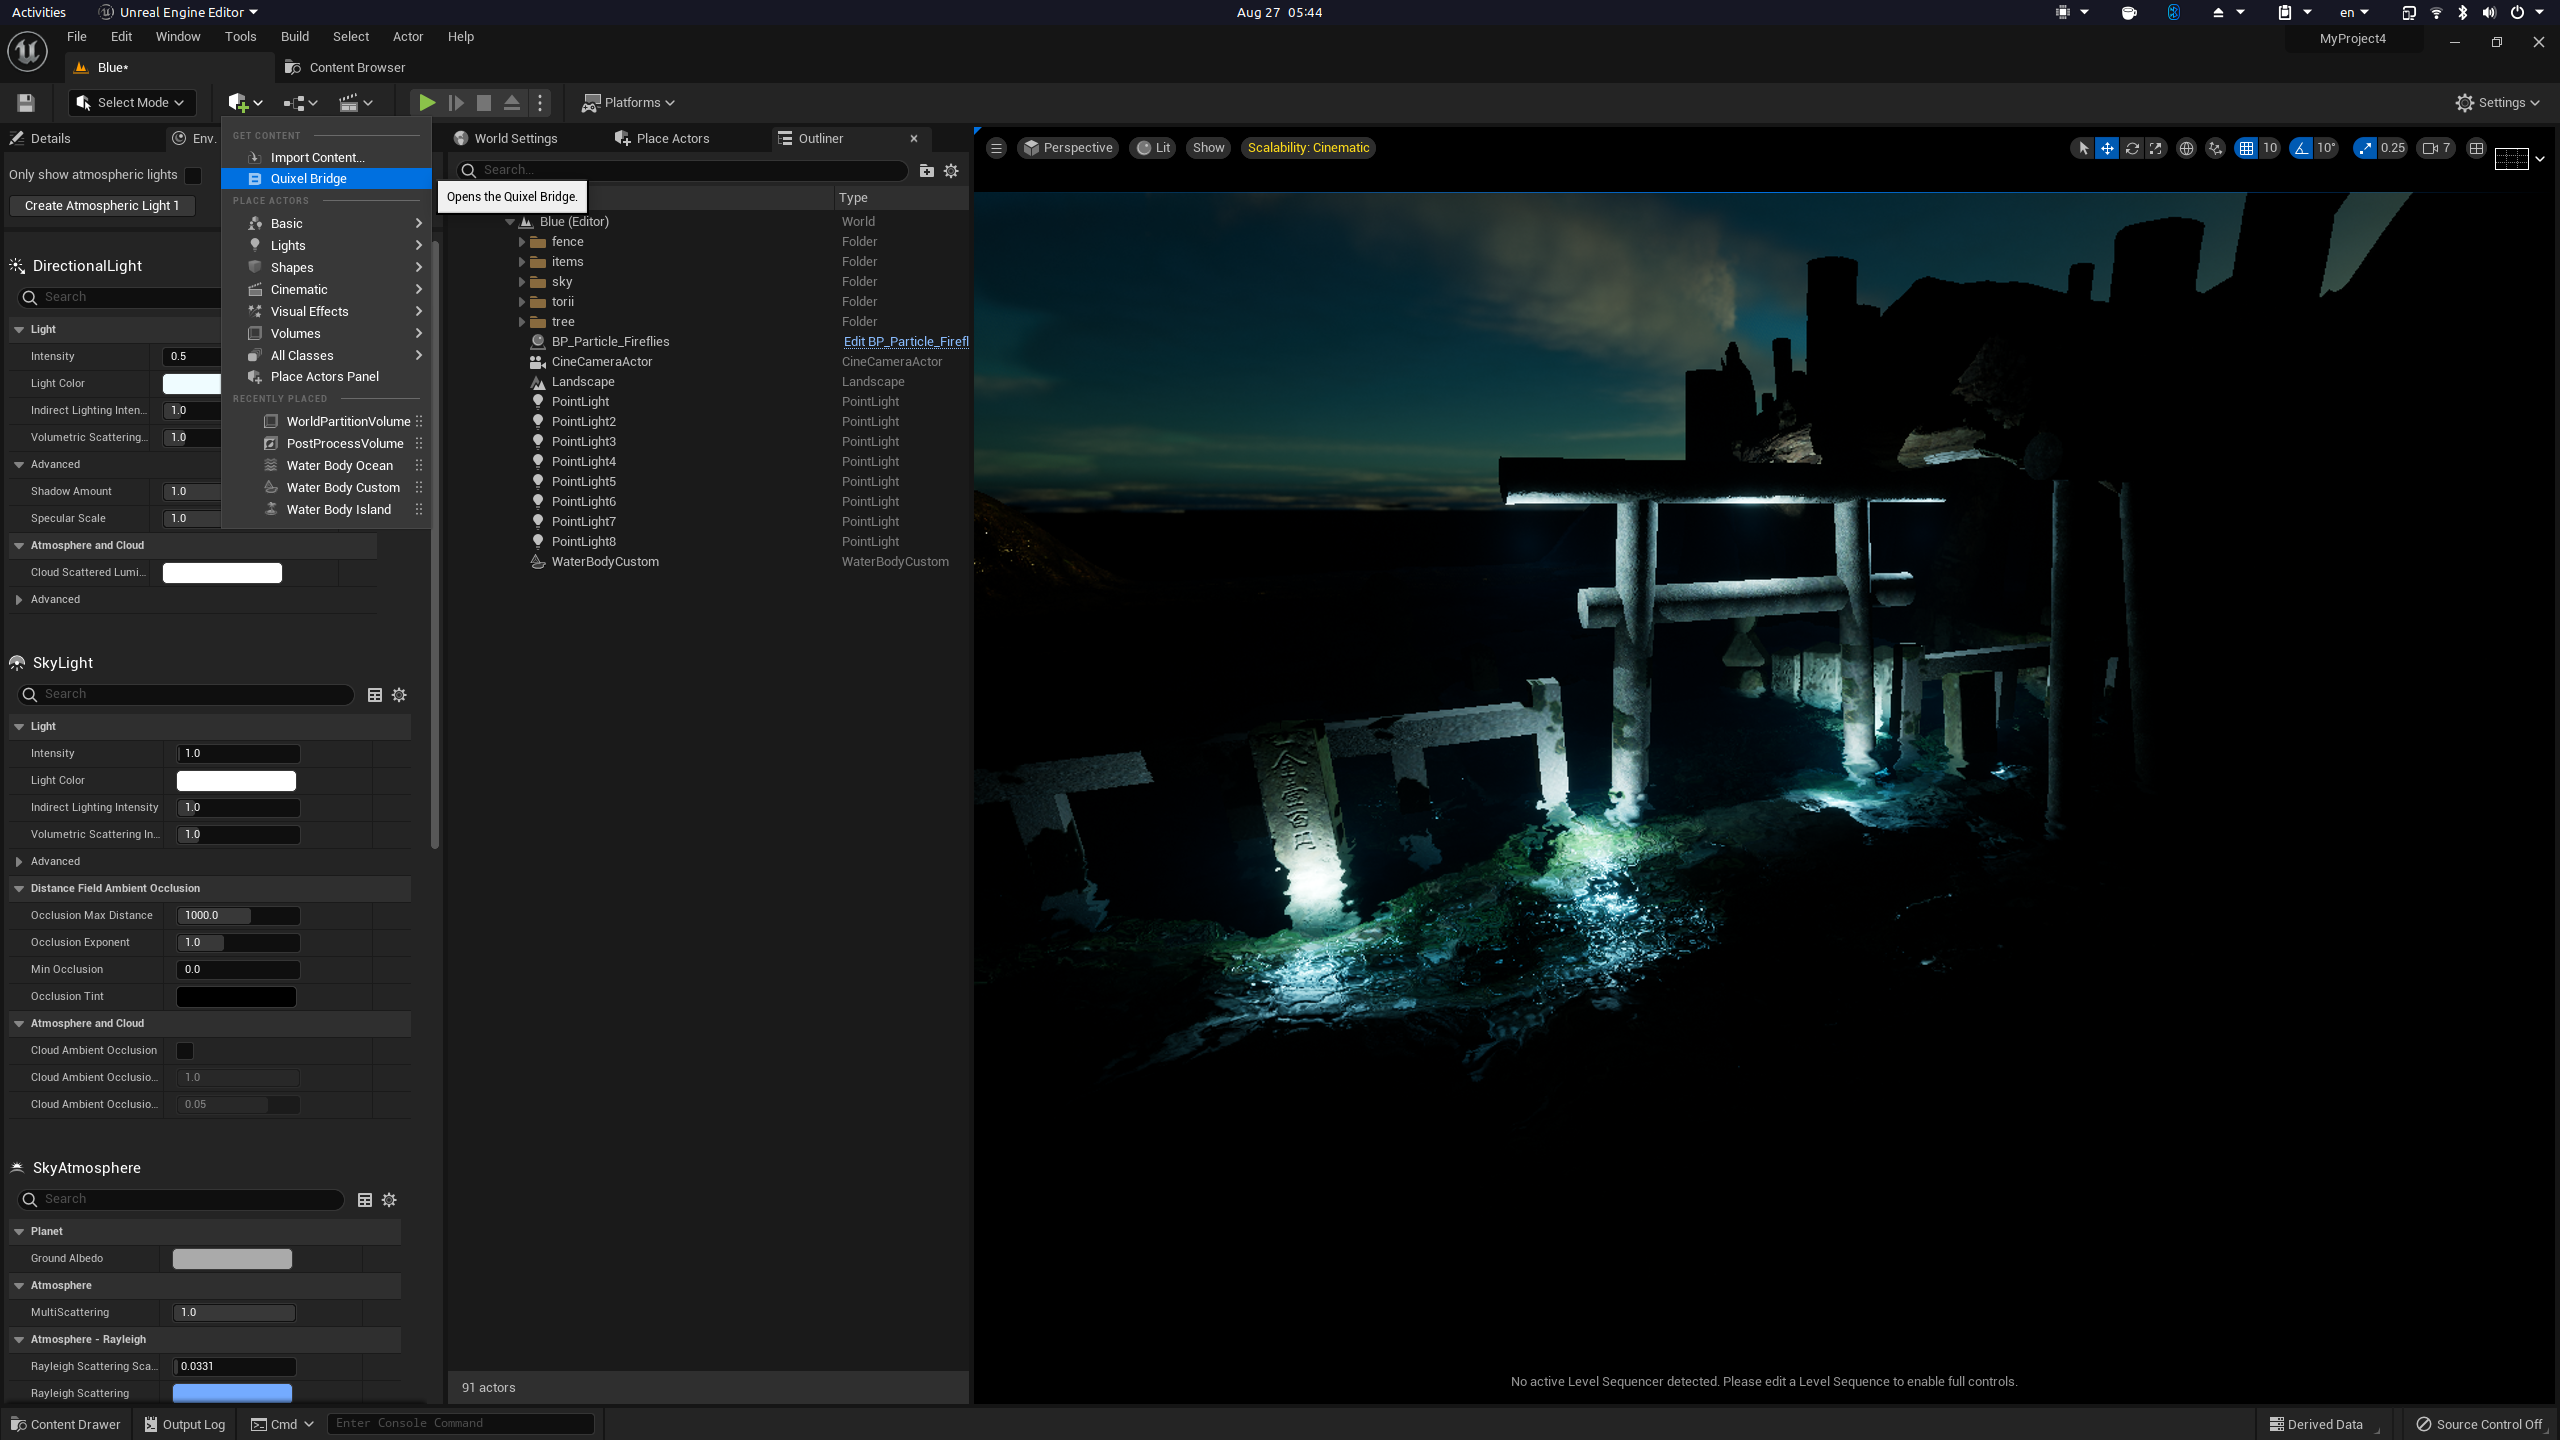 Activities
Unreal Engine Editor
Aug 27 05:44
en
File Edit Window Tools Build Select Actor Help
MyProject4
Blue*
Content Browser
Select Mode
Platforms
Settings
Details
Env.
Only show atmospheric lights
Create Atmospheric Light 1
DirectionalLight
Search
Light
Intensity 0.5
Light Color
Indirect Lighting Inten... 1.0
Volumetric Scattering... 1.0
Advanced
Shadow Amount 1.0
Specular Scale 1.0
Atmosphere and Cloud
Cloud Scattered Lumi...
Advanced
SkyLight
Search
Light
Intensity 1.0
Light Color
Indirect Lighting Intensity 1.0
Volumetric Scattering In... 1.0
Advanced
Distance Field Ambient Occlusion
Occlusion Max Distance 1000.0
Occlusion Exponent 1.0
Min Occlusion 0.0
Occlusion Tint
Atmosphere and Cloud
Cloud Ambient Occlusion
Cloud Ambient Occlusio... 1.0
Cloud Ambient Occlusio... 0.05
SkyAtmosphere
Search
Planet
Ground Albedo
Atmosphere
MultiScattering 1.0
Atmosphere - Rayleigh
Rayleigh Scattering Sca... 0.0331
Rayleigh Scattering
GET CONTENT
Import Content...
Quixel Bridge
PLACE ACTORS
Basic
Lights
Shapes
Cinematic
Visual Effects
Volumes
All Classes
Place Actors Panel
RECENTLY PLACED
WorldPartitionVolume
PostProcessVolume
Water Body Ocean
Water Body Custom
Water Body Island
Opens the Quixel Bridge.
World Settings
Place Actors
Outliner
Search...
Type
Blue (Editor) World
fence Folder
items Folder
sky Folder
torii Folder
tree Folder
BP_Particle_Fireflies Edit BP_Particle_Firefl
CineCameraActor CineCameraActor
Landscape Landscape
PointLight PointLight
PointLight2 PointLight
PointLight3 PointLight
PointLight4 PointLight
PointLight5 PointLight
PointLight6 PointLight
PointLight7 PointLight
PointLight8 PointLight
WaterBodyCustom WaterBodyCustom
91 actors
Perspective
Lit
Show
Scalability: Cinematic
10
10°
0.25
7
一金壹百円
No active Level Sequencer detected. Please edit a Level Sequence to enable full controls.
Content Drawer
Output Log
Cmd
Enter Console Command
Derived Data
Source Control Off